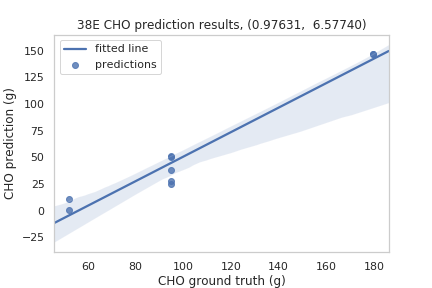 38E CHO prediction results, (0.97631,  6.57740)
fitted line
predictions
CHO prediction (g)
150
125
100
75
50
25
0
−25
60 80 100 120 140 160 180
CHO ground truth (g)